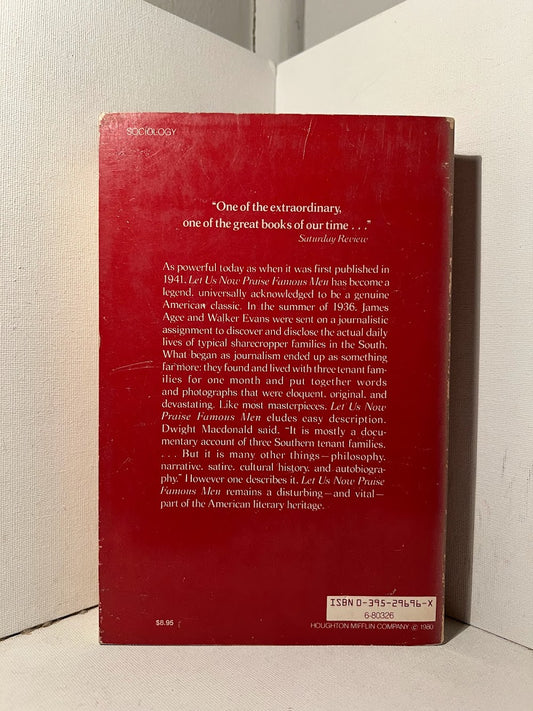 SOCIOLOGY
“One of the extraordinary,
one of the great books of our time . . .”
Saturday Review
As powerful today as when it was first published in
1941, Let Us Now Praise Famous Men has become a
legend, universally acknowledged to be a genuine
American classic. In the summer of 1936, James
Agee and Walker Evans were sent on a journalistic
assignment to discover and disclose the actual daily
lives of typical sharecropper families in the South.
What began as journalism ended up as something
far more: they found and lived with three tenant fam-
ilies for one month and put together words
and photographs that were eloquent, original, and
devastating. Like most masterpieces, Let Us Now
Praise Famous Men eludes easy description.
Dwight Macdonald said, “It is mostly a docu-
mentary account of three Southern tenant families.
. . . But it is many other things—philosophy,
narrative, satire, cultural history, and autobiogra-
phy.” However one describes it, Let Us Now Praise
Famous Men remains a disturbing—and vital—
part of the American literary heritage.
ISBN 0-395-29696-X
6-80326
$8.95
HOUGHTON MIFFLIN COMPANY © 1980